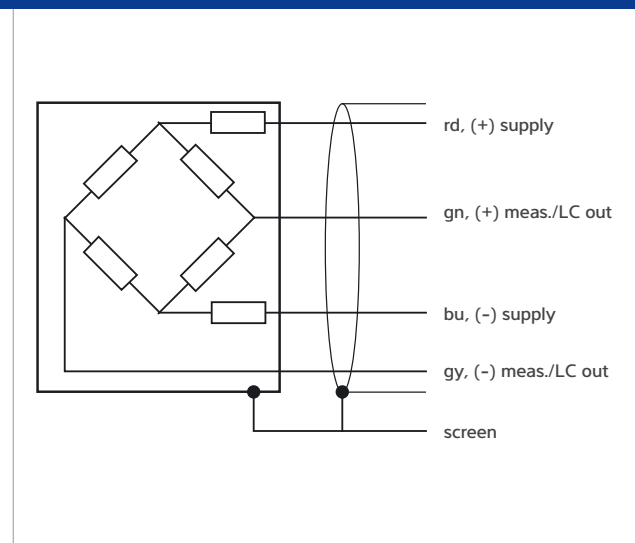 rd, (+) supply
gn, (+) meas./LC out
bu, (-) supply
gy, (-) meas./LC out
screen